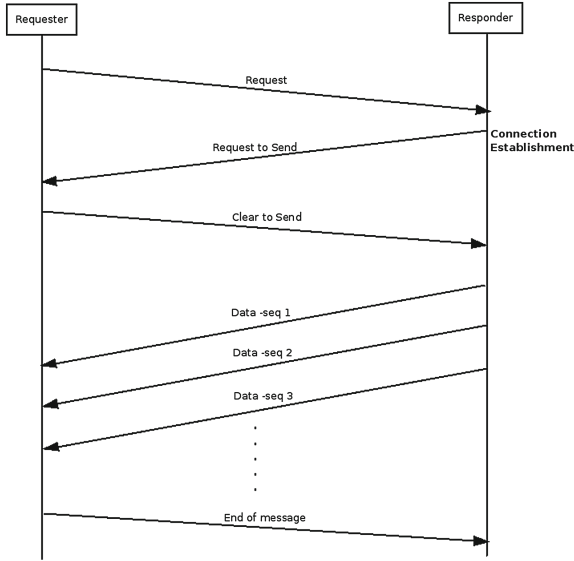 Requester
Responder
Request
Connection
Establishment
Request to Send
Clear to Send
Data -seq 1
Data -seq 2
Data -seq 3
End of message